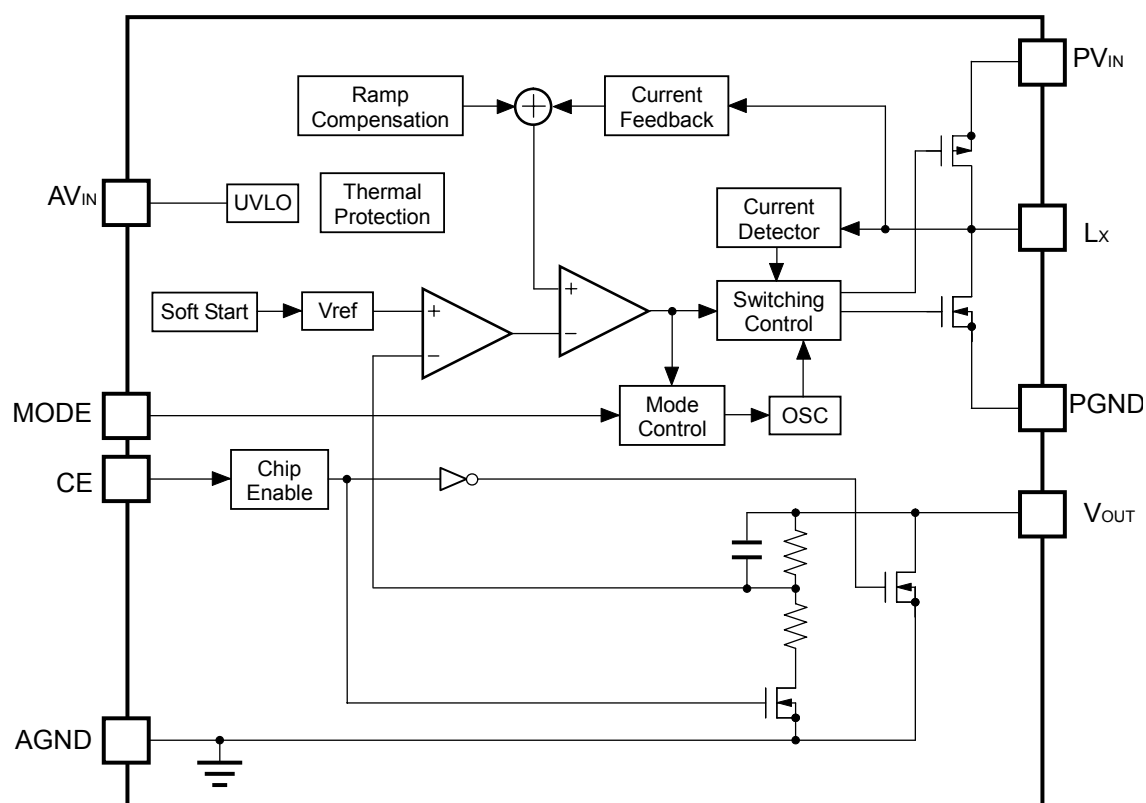 PVIN
Ramp
Compensation
Current
Feedback
AVIN
UVLO
Thermal
Protection
Current
Detector
LX
Soft Start
Vref
+
−
+
−
Switching
Control
MODE
Mode
Control
OSC
PGND
CE
Chip
Enable
VOUT
AGND